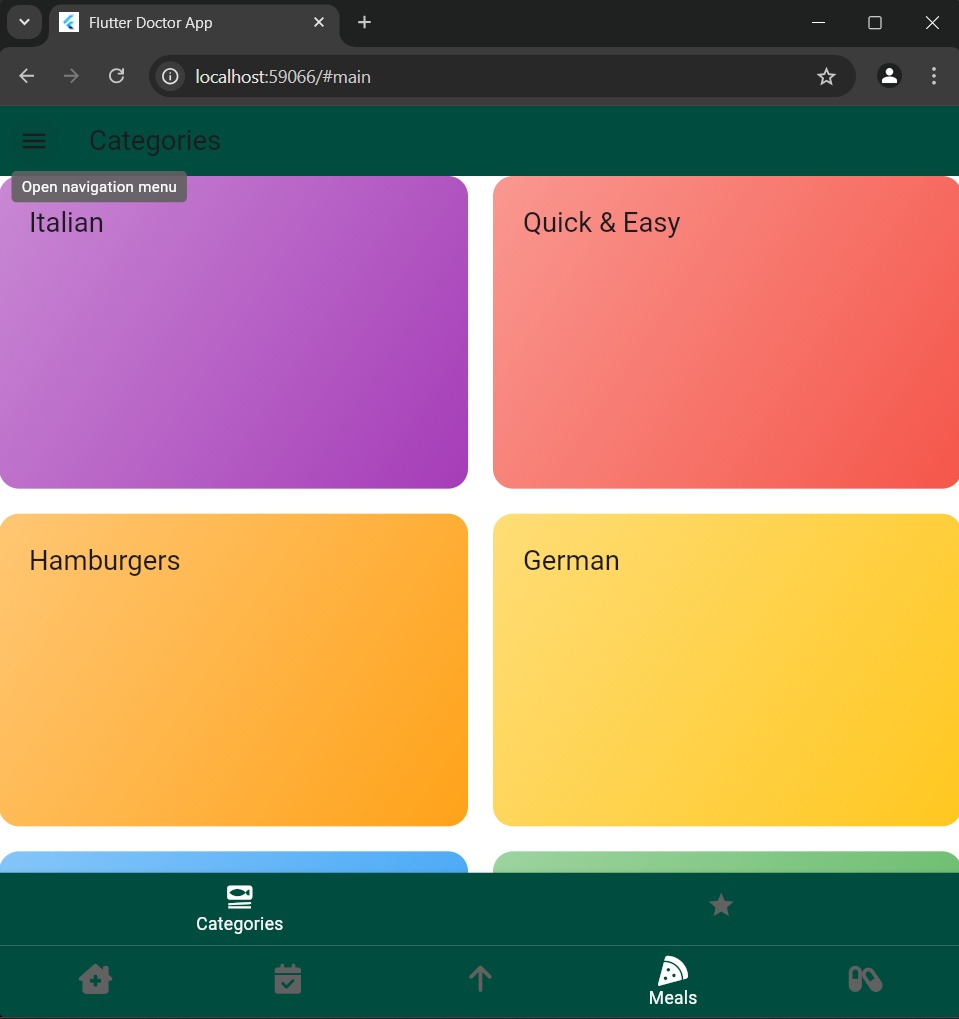 Flutter Doctor App
localhost:59066/#main
Categories
Open navigation menu
Italian
Quick & Easy
Hamburgers
German
Categories
Meals